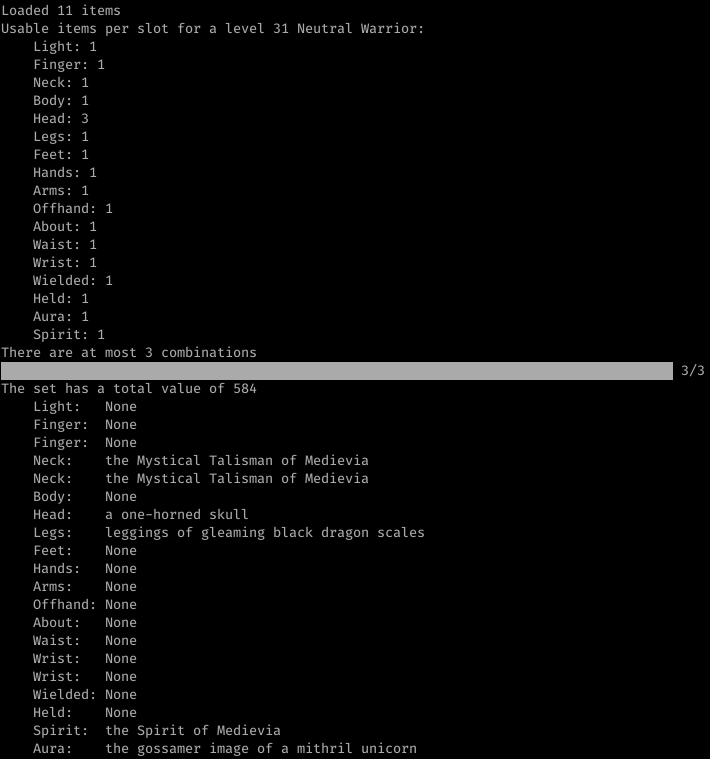 Loaded 11 items
Usable items per slot for a level 31 Neutral Warrior:
    Light: 1
    Finger: 1
    Neck: 1
    Body: 1
    Head: 3
    Legs: 1
    Feet: 1
    Hands: 1
    Arms: 1
    Offhand: 1
    About: 1
    Waist: 1
    Wrist: 1
    Wielded: 1
    Held: 1
    Aura: 1
    Spirit: 1
There are at most 3 combinations
3/3
The set has a total value of 584
    Light:   None
    Finger:  None
    Finger:  None
    Neck:    the Mystical Talisman of Medievia
    Neck:    the Mystical Talisman of Medievia
    Body:    None
    Head:    a one-horned skull
    Legs:    leggings of gleaming black dragon scales
    Feet:    None
    Hands:   None
    Arms:    None
    Offhand: None
    About:   None
    Waist:   None
    Wrist:   None
    Wrist:   None
    Wielded: None
    Held:    None
    Spirit:  the Spirit of Medievia
    Aura:    the gossamer image of a mithril unicorn